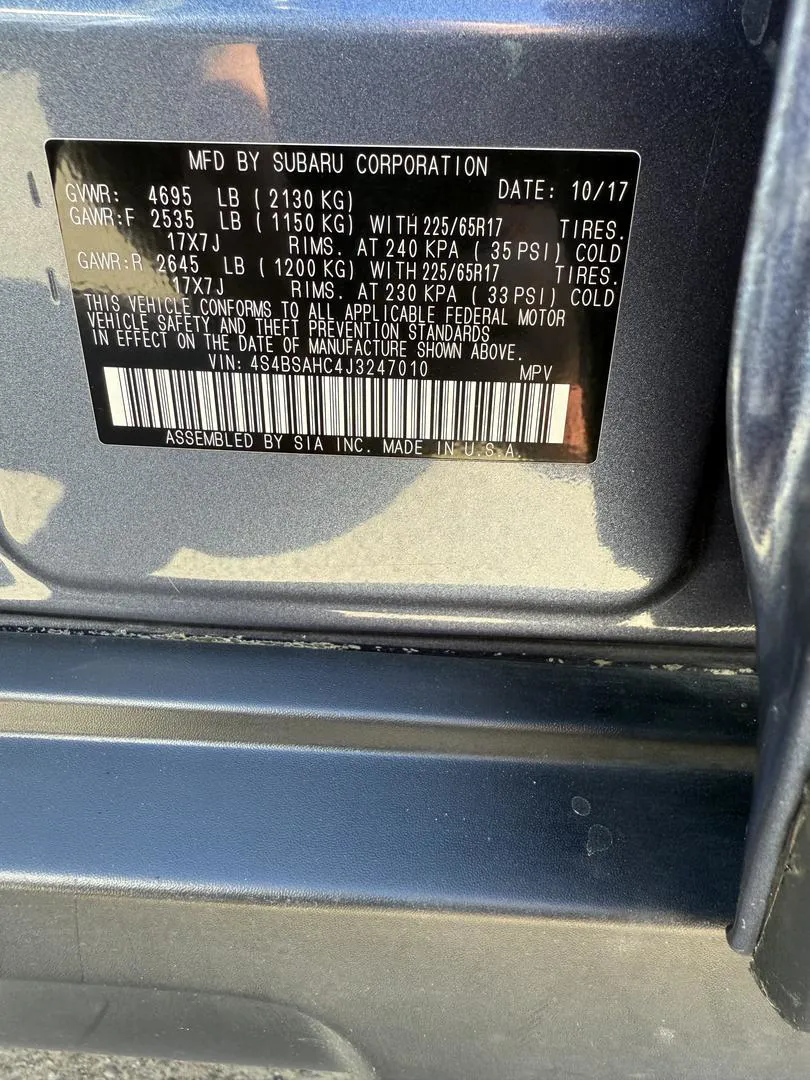 MFD BY SUBARU CORPORATION
GVWR: 4695 LB ( 2130 KG) DATE: 10/17
GAWR:F 2535 LB ( 1150 KG) WITH 225/65R17 TIRES.
17X7J RIMS. AT 240 KPA ( 35 PSI) COLD
GAWR:R 2645 LB ( 1200 KG) WITH 225/65R17 TIRES.
17X7J RIMS. AT 230 KPA ( 33 PSI) COLD
THIS VEHICLE CONFORMS TO ALL APPLICABLE FEDERAL MOTOR
VEHICLE SAFETY AND THEFT PREVENTION STANDARDS
IN EFFECT ON THE DATE OF MANUFACTURE SHOWN ABOVE.
VIN: 4S4BSAHC4J3247010 MPV
ASSEMBLED BY SIA INC. MADE IN U.S.A.